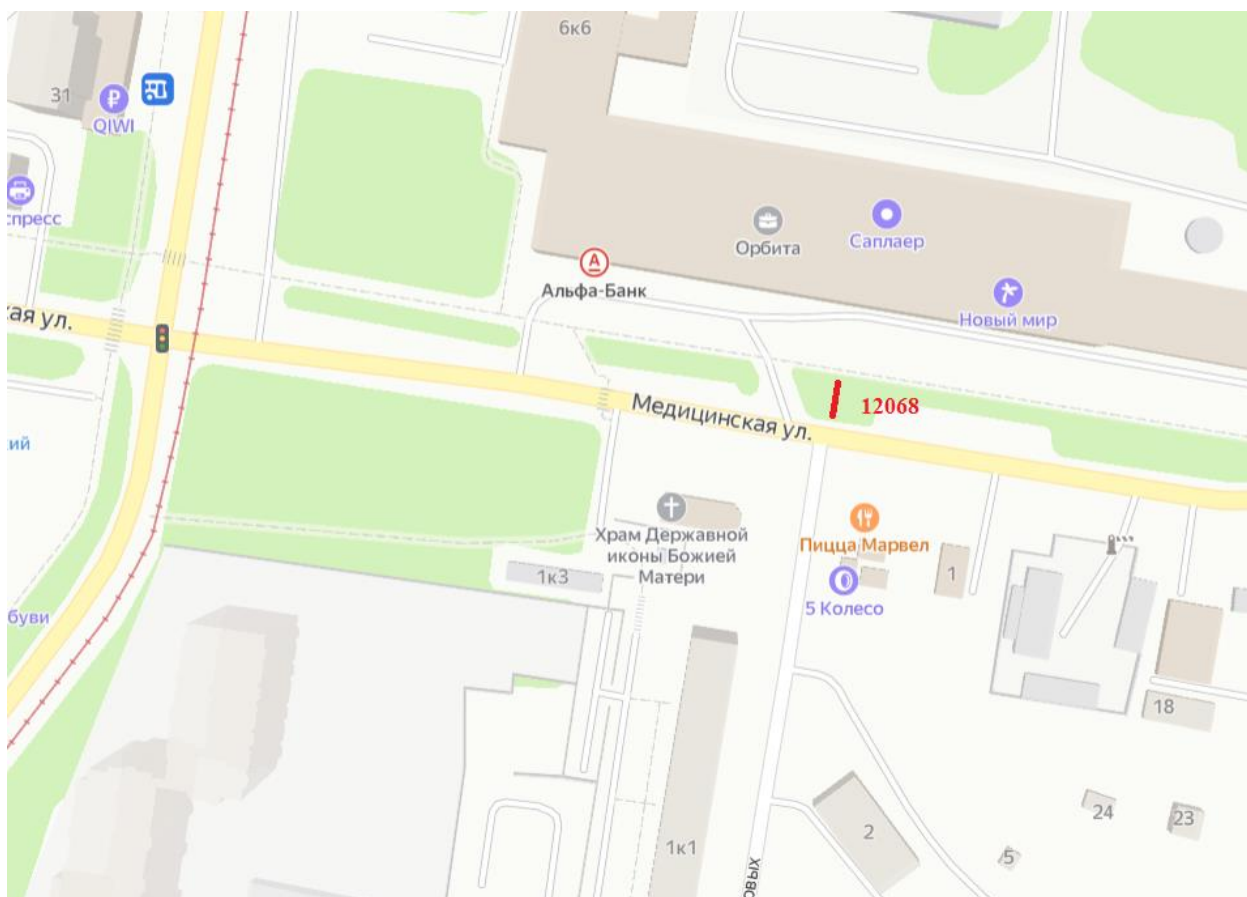 6к6
31
QIWI
спресс
Орбита
Саплаер
Альфа-Банк
Новый мир
ая ул.
Медицинская ул.
12068
ий
Храм Державной
иконы Божией
Матери
Пицца Марвел
1к3
1
5 Колесо
буви
18
24
23
2
5
1к1
овых